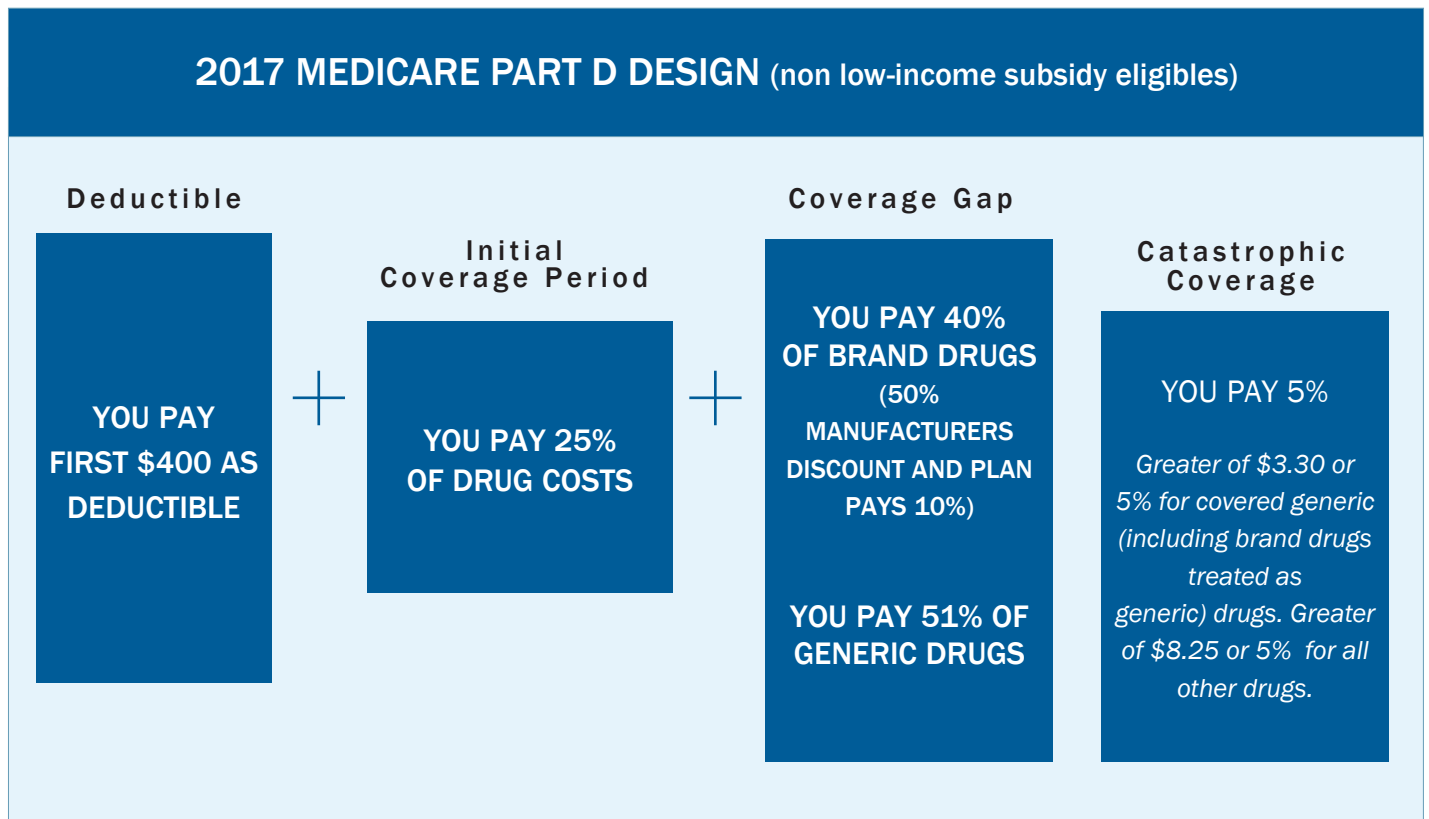 2017 MEDICARE PART D DESIGN (non low-income subsidy eligibles)
Deductible
YOU PAY
FIRST $400 AS
DEDUCTIBLE
+
Initial
Coverage Period
YOU PAY 25%
OF DRUG COSTS
+
Coverage Gap
YOU PAY 40%
OF BRAND DRUGS
(50%
MANUFACTURERS
DISCOUNT AND PLAN
PAYS 10%)
YOU PAY 51% OF
GENERIC DRUGS
Catastrophic
Coverage
YOU PAY 5%
Greater of $3.30 or
5% for covered generic
(including brand drugs
treated as
generic) drugs. Greater
of $8.25 or 5% for all
other drugs.